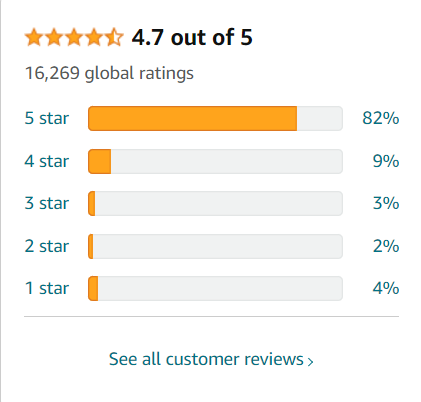 4.7 out of 5
16,269 global ratings
5 star 82%
4 star 9%
3 star 3%
2 star 2%
1 star 4%
See all customer reviews ›